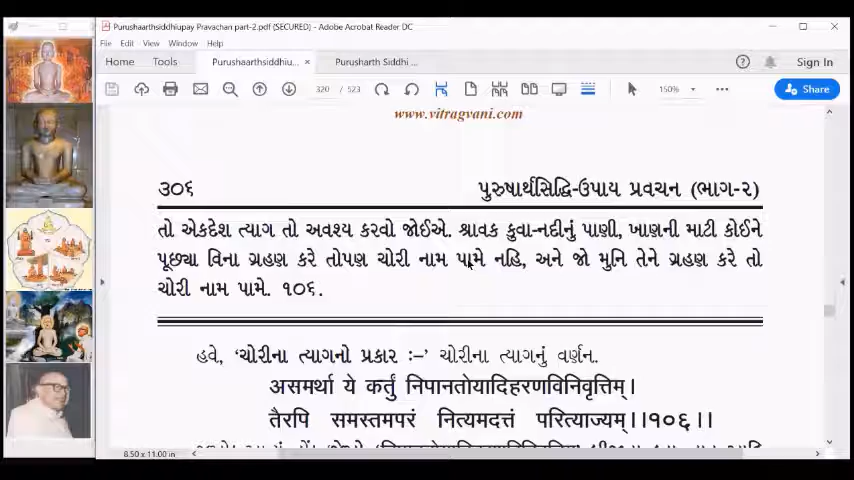 Purushaarthsiddhiupay Pravachan part-2.pdf (SECURED) - Adobe Acrobat Reader DC
File Edit View Window Help
Home Tools Purushaarthsiddhiu... × Purusharth Siddhi ... Sign In
320 / 523 150% Share
www.vitragvani.com
૩૦૬ પુરુષાર્થસિદ્ધિ-ઉપાય પ્રવચન (ભાગ-૨)
તો એકદેશ ત્યાગ તો અવશ્ય કરવો જોઈએ. શ્રાવક કુવા-નદીનું પાણી, ખાણની માટી કોઈને
પૂછ્યા વિના ગ્રહણ કરે તોપણ ચોરી નામ પામે નહિ, અને જો મુનિ તેને ગ્રહણ કરે તો
ચોરી નામ પામે. ૧૦૬.
હવે, ‘ચોરીના ત્યાગનો પ્રકાર :–’ ચોરીના ત્યાગનું વર્ણન.
असमर्था ये कर्तुं निपानतोयादिहरणविनिवृत्तिम्।
तैरपि समस्तमपरं नित्यमदत्तं परित्याज्यम्।।१०६।।
8.50 x 11.00 in